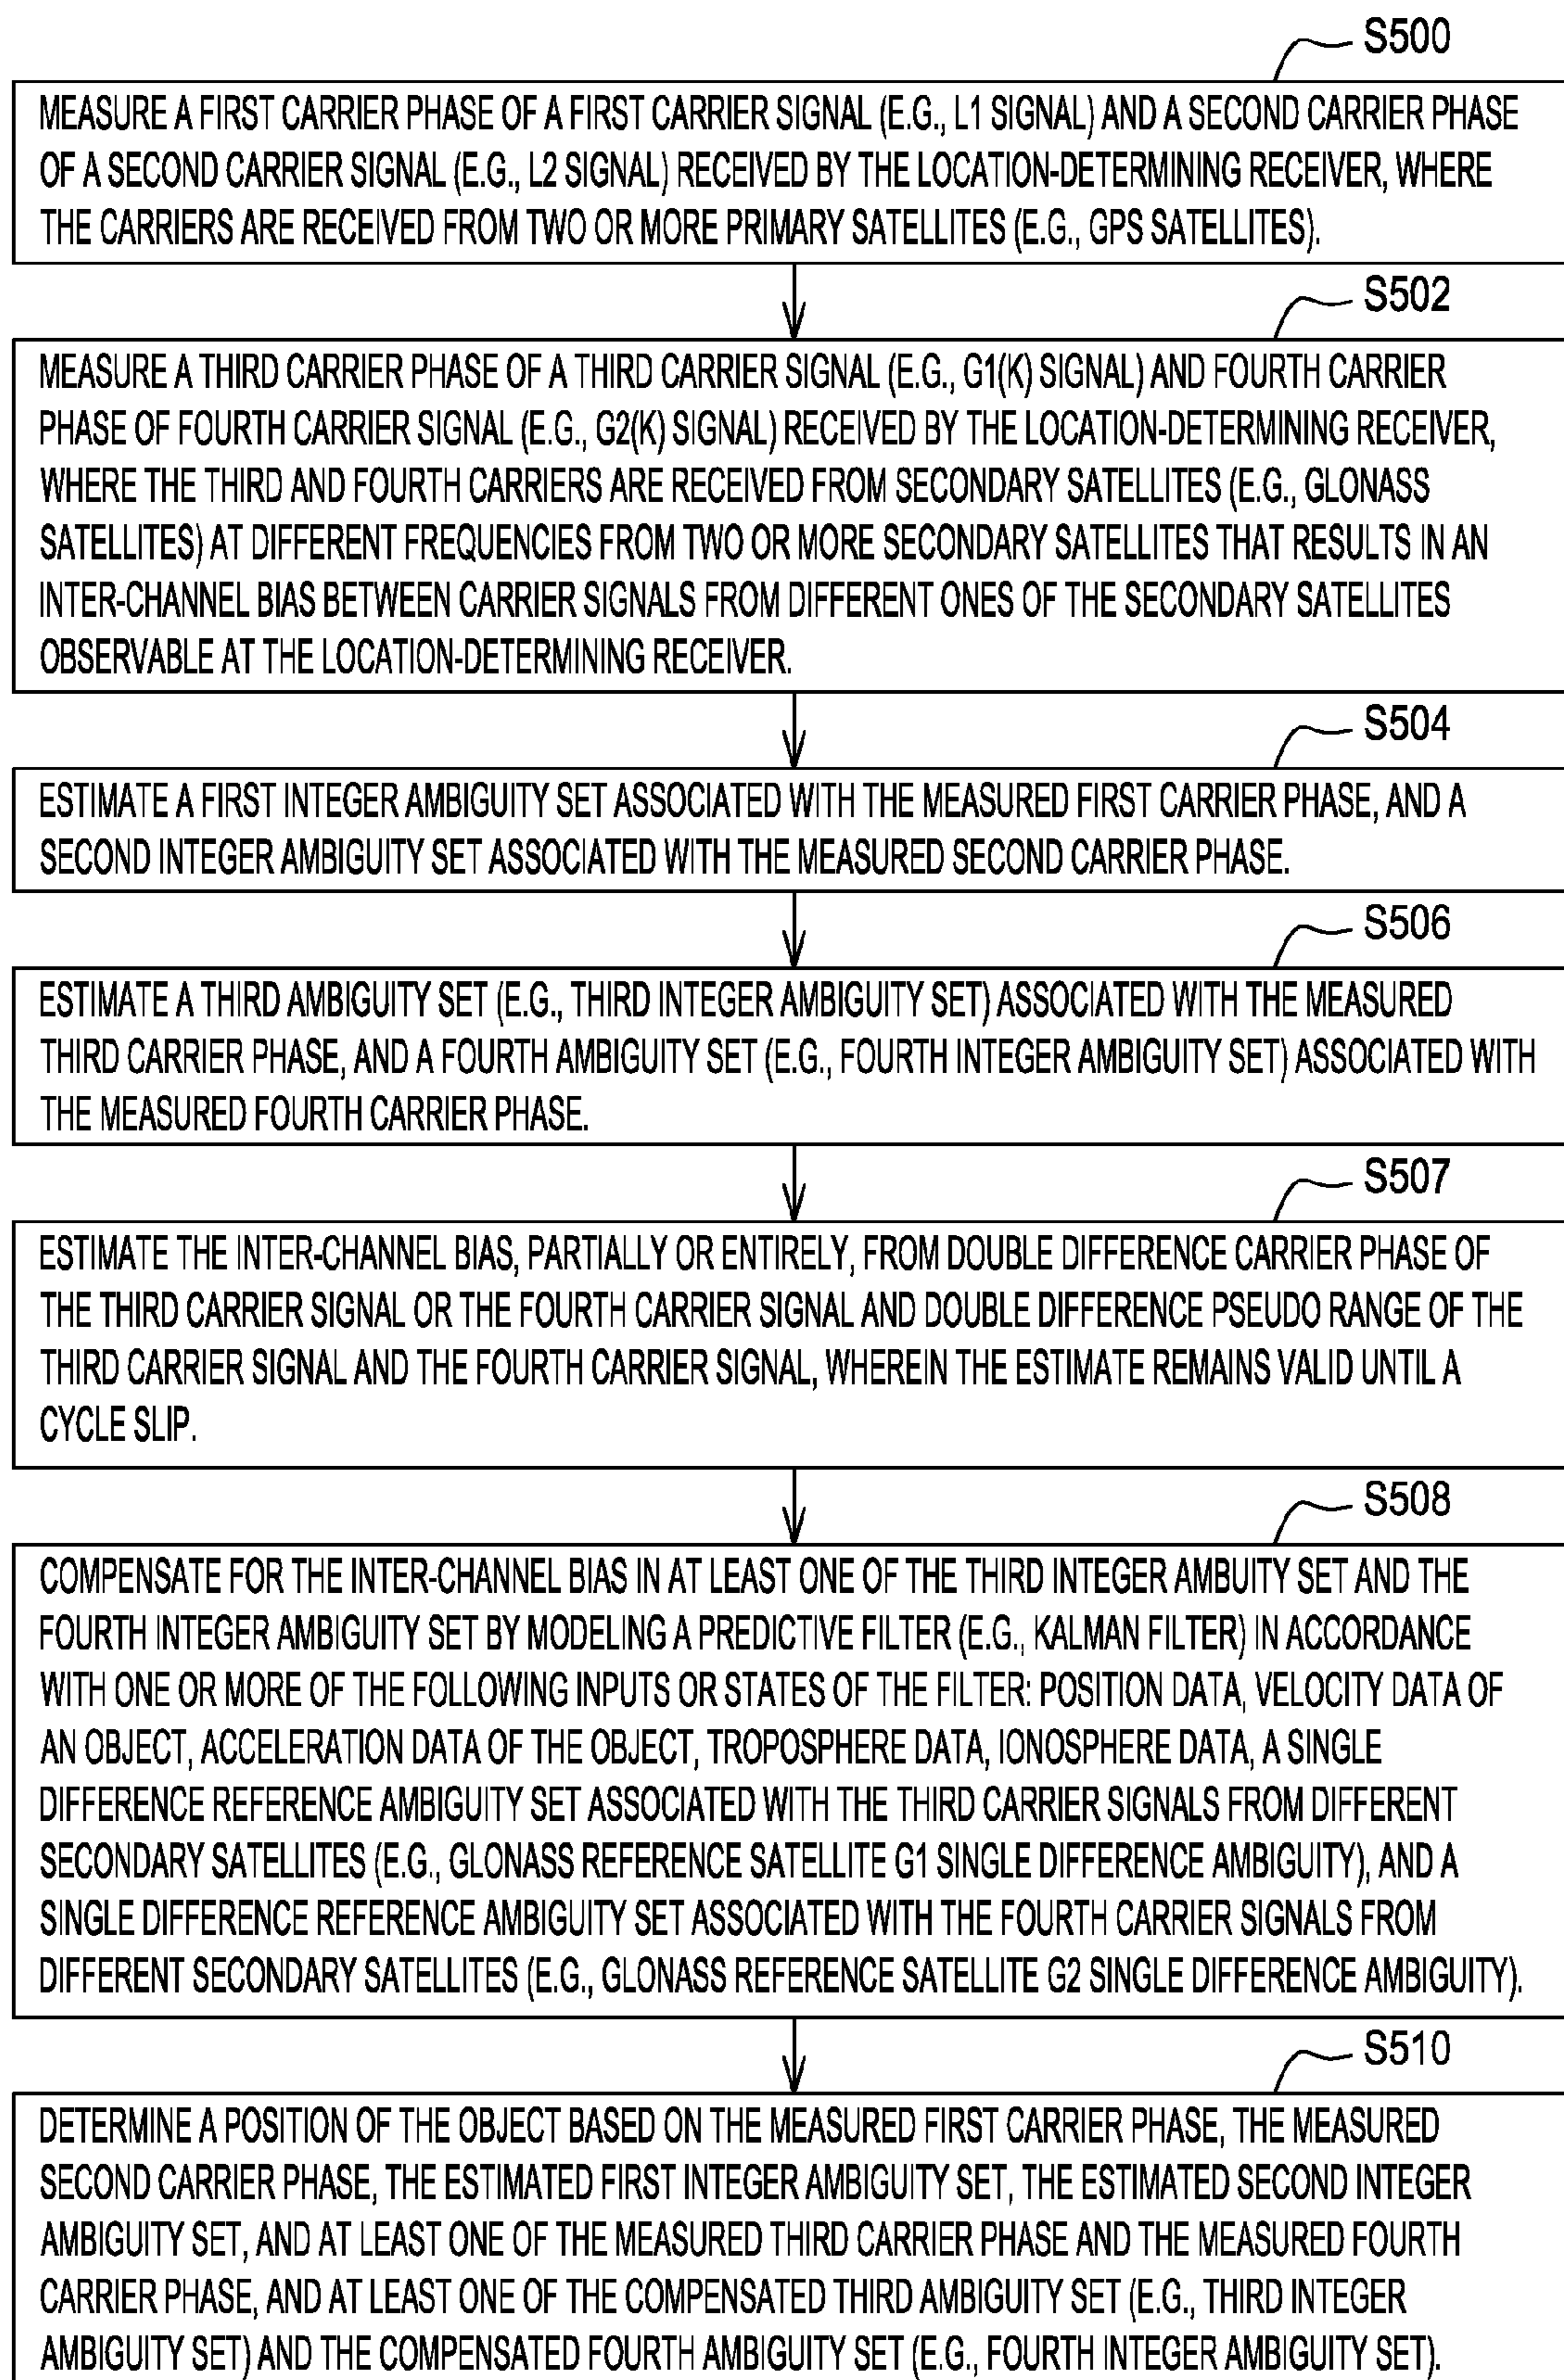 S500
MEASURE A FIRST CARRIER PHASE OF A FIRST CARRIER SIGNAL (E.G., L1 SIGNAL) AND A SECOND CARRIER PHASE
OF A SECOND CARRIER SIGNAL (E.G., L2 SIGNAL) RECEIVED BY THE LOCATION-DETERMINING RECEIVER, WHERE
THE CARRIERS ARE RECEIVED FROM TWO OR MORE PRIMARY SATELLITES (E.G., GPS SATELLITES).
S502
MEASURE A THIRD CARRIER PHASE OF A THIRD CARRIER SIGNAL (E.G., G1(K) SIGNAL) AND FOURTH CARRIER
PHASE OF FOURTH CARRIER SIGNAL (E.G., G2(K) SIGNAL) RECEIVED BY THE LOCATION-DETERMINING RECEIVER,
WHERE THE THIRD AND FOURTH CARRIERS ARE RECEIVED FROM SECONDARY SATELLITES (E.G., GLONASS
SATELLITES) AT DIFFERENT FREQUENCIES FROM TWO OR MORE SECONDARY SATELLITES THAT RESULTS IN AN
INTER-CHANNEL BIAS BETWEEN CARRIER SIGNALS FROM DIFFERENT ONES OF THE SECONDARY SATELLITES
OBSERVABLE AT THE LOCATION-DETERMINING RECEIVER.
S504
ESTIMATE A FIRST INTEGER AMBIGUITY SET ASSOCIATED WITH THE MEASURED FIRST CARRIER PHASE, AND A
SECOND INTEGER AMBIGUITY SET ASSOCIATED WITH THE MEASURED SECOND CARRIER PHASE.
S506
ESTIMATE A THIRD AMBIGUITY SET (E.G., THIRD INTEGER AMBIGUITY SET) ASSOCIATED WITH THE MEASURED
THIRD CARRIER PHASE, AND A FOURTH AMBIGUITY SET (E.G., FOURTH INTEGER AMBIGUITY SET) ASSOCIATED WITH
THE MEASURED FOURTH CARRIER PHASE.
S507
ESTIMATE THE INTER-CHANNEL BIAS, PARTIALLY OR ENTIRELY, FROM DOUBLE DIFFERENCE CARRIER PHASE OF
THE THIRD CARRIER SIGNAL OR THE FOURTH CARRIER SIGNAL AND DOUBLE DIFFERENCE PSEUDO RANGE OF THE
THIRD CARRIER SIGNAL AND THE FOURTH CARRIER SIGNAL, WHEREIN THE ESTIMATE REMAINS VALID UNTIL A
CYCLE SLIP.
S508
COMPENSATE FOR THE INTER-CHANNEL BIAS IN AT LEAST ONE OF THE THIRD INTEGER AMBUITY SET AND THE
FOURTH INTEGER AMBIGUITY SET BY MODELING A PREDICTIVE FILTER (E.G., KALMAN FILTER) IN ACCORDANCE
WITH ONE OR MORE OF THE FOLLOWING INPUTS OR STATES OF THE FILTER: POSITION DATA, VELOCITY DATA OF
AN OBJECT, ACCELERATION DATA OF THE OBJECT, TROPOSPHERE DATA, IONOSPHERE DATA, A SINGLE
DIFFERENCE REFERENCE AMBIGUITY SET ASSOCIATED WITH THE THIRD CARRIER SIGNALS FROM DIFFERENT
SECONDARY SATELLITES (E.G., GLONASS REFERENCE SATELLITE G1 SINGLE DIFFERENCE AMBIGUITY), AND A
SINGLE DIFFERENCE REFERENCE AMBIGUITY SET ASSOCIATED WITH THE FOURTH CARRIER SIGNALS FROM
DIFFERENT SECONDARY SATELLITES (E.G., GLONASS REFERENCE SATELLITE G2 SINGLE DIFFERENCE AMBIGUITY).
S510
DETERMINE A POSITION OF THE OBJECT BASED ON THE MEASURED FIRST CARRIER PHASE, THE MEASURED
SECOND CARRIER PHASE, THE ESTIMATED FIRST INTEGER AMBIGUITY SET, THE ESTIMATED SECOND INTEGER
AMBIGUITY SET, AND AT LEAST ONE OF THE MEASURED THIRD CARRIER PHASE AND THE MEASURED FOURTH
CARRIER PHASE, AND AT LEAST ONE OF THE COMPENSATED THIRD AMBIGUITY SET (E.G., THIRD INTEGER
AMBIGUITY SET) AND THE COMPENSATED FOURTH AMBIGUITY SET (E.G., FOURTH INTEGER AMBIGUITY SET).